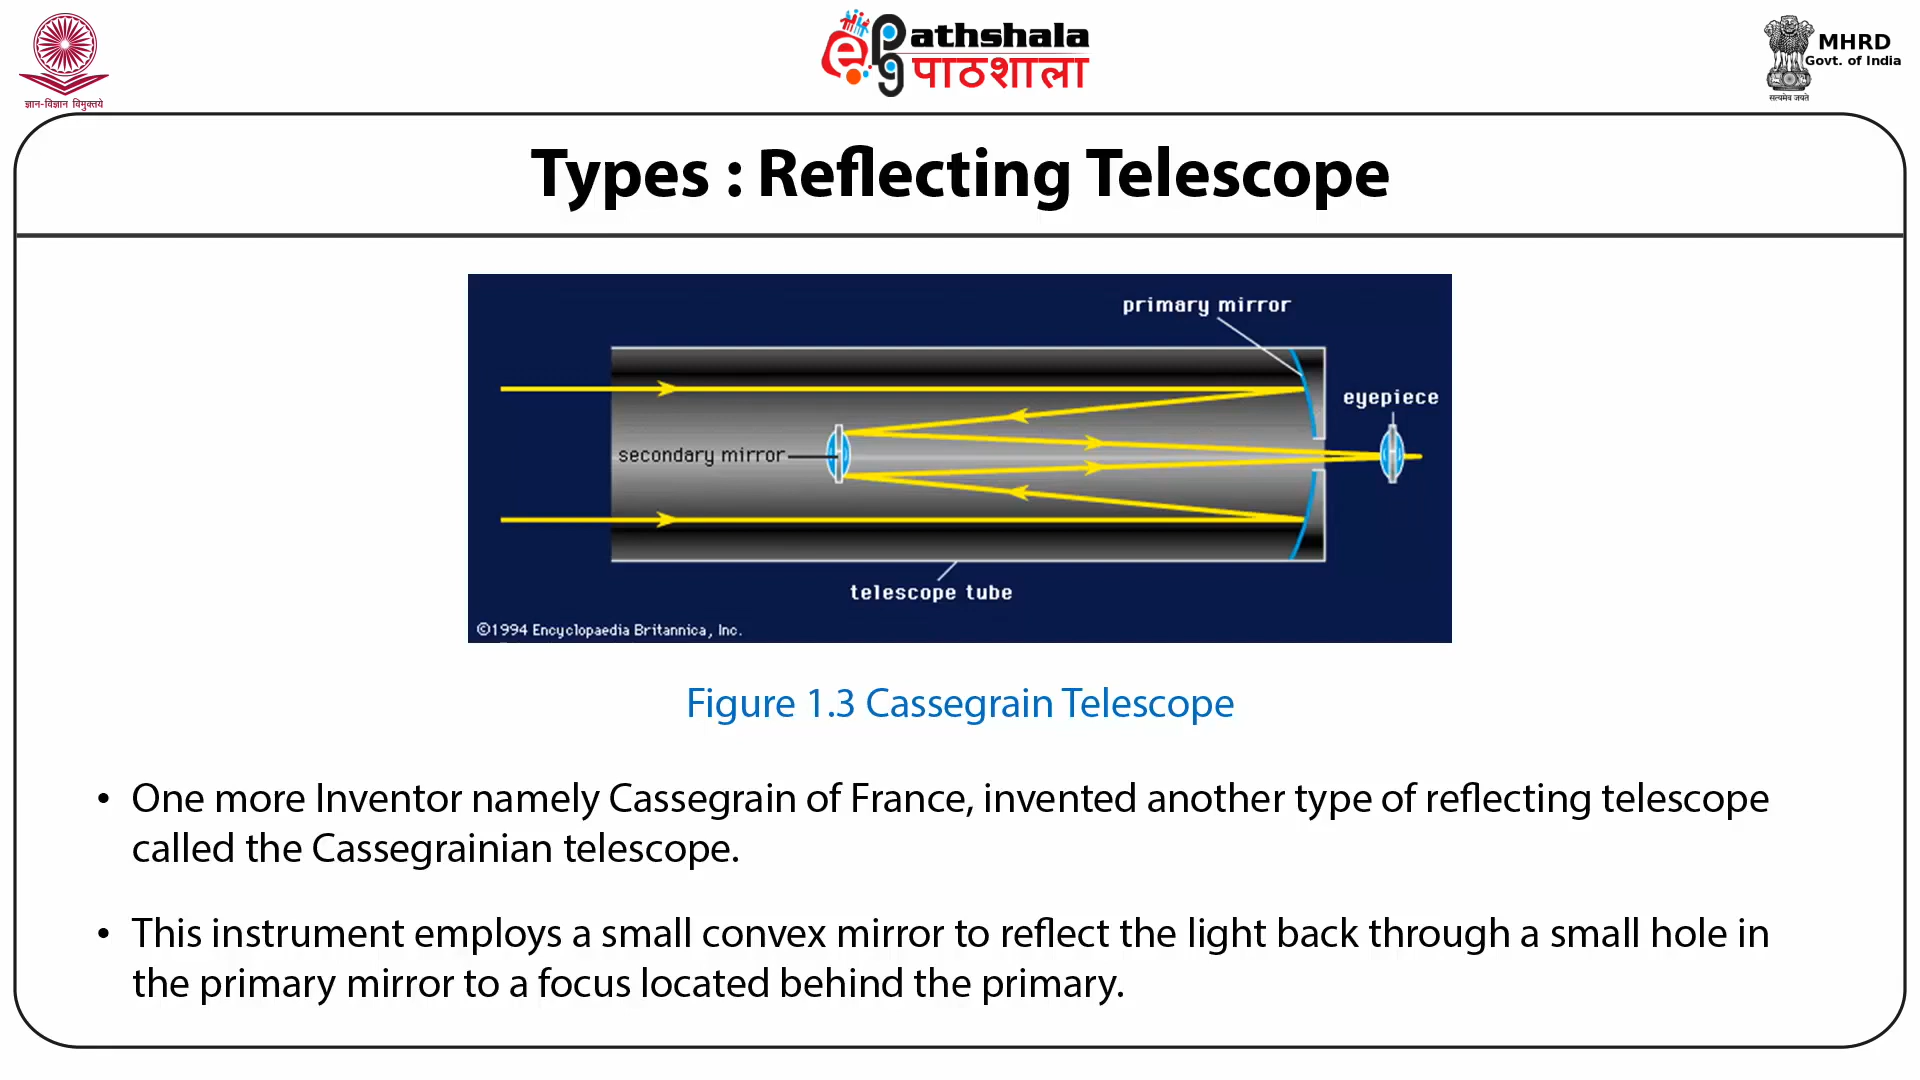 ज्ञान-विज्ञान विमुक्तये
ePathshala
पाठशाला
MHRD
Govt. of India
सत्यमेव जयते
Types : Reflecting Telescope
primary mirror
eyepiece
secondary mirror
telescope tube
©1994 Encyclopaedia Britannica, Inc.
Figure 1.3 Cassegrain Telescope
• One more Inventor namely Cassegrain of France, invented another type of reflecting telescope
called the Cassegrainian telescope.
• This instrument employs a small convex mirror to reflect the light back through a small hole in
the primary mirror to a focus located behind the primary.